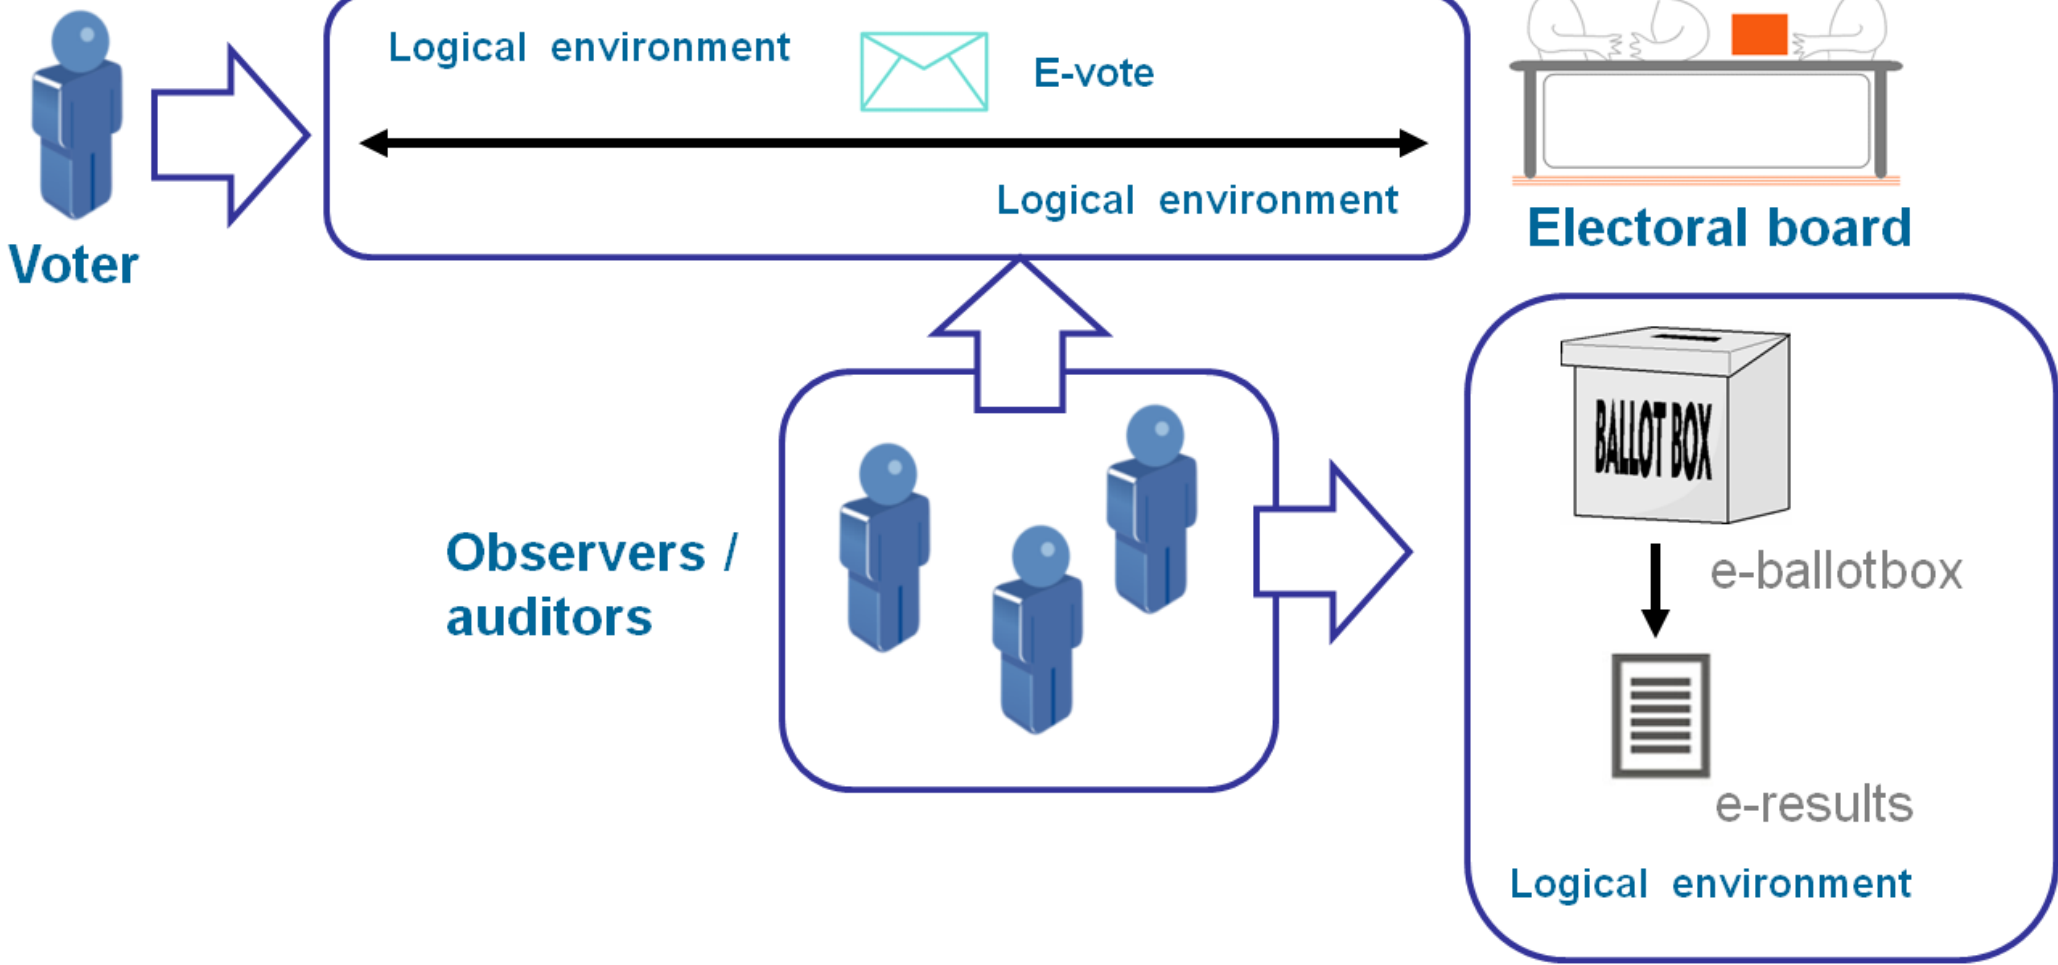 Logical environment
E-vote
Logical environment
Voter
Electoral board
BALLOT BOX
Observers /
auditors
e-ballotbox
e-results
Logical environment